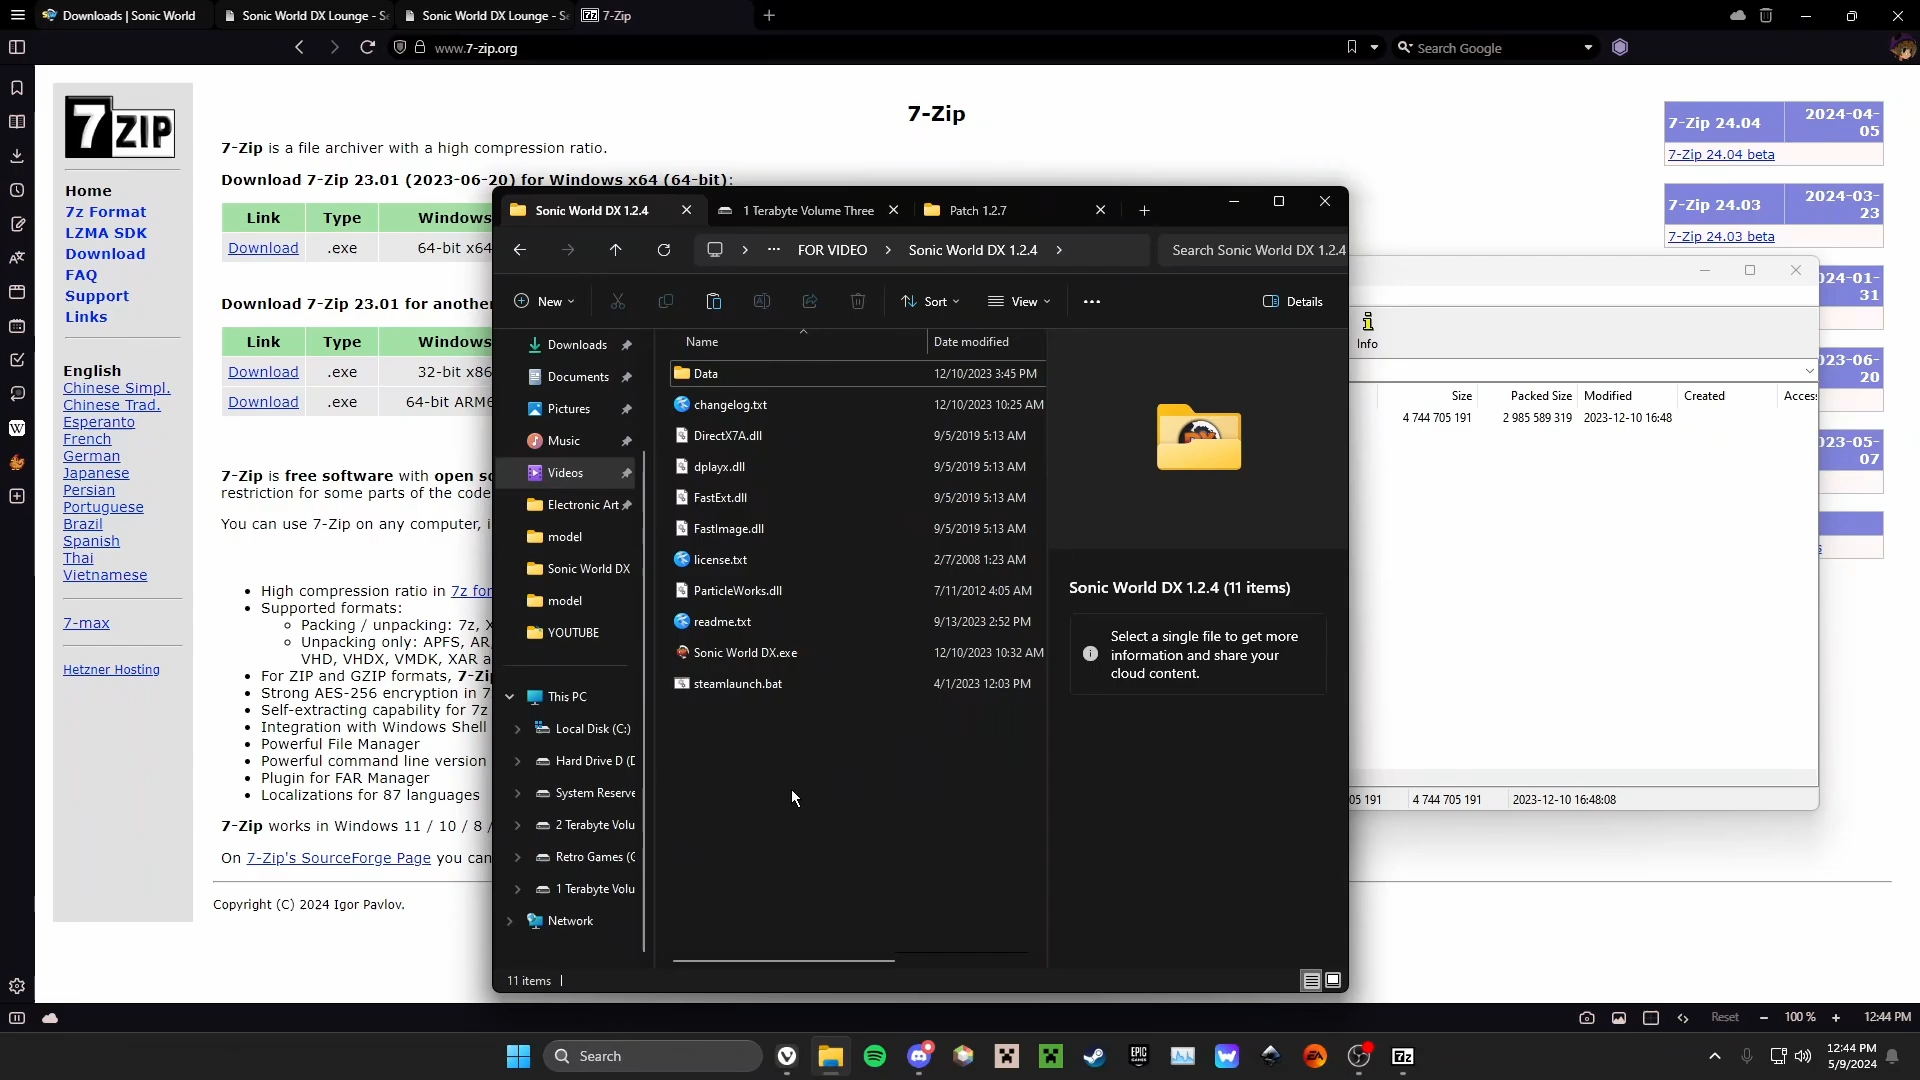 Downloads | Sonic World
Sonic World DX Lounge - S
Sonic World DX Lounge - S
7-Zip
www.7-zip.org
Search Google
7ZIP
Home
7z Format
LZMA SDK
Download
FAQ
Support
Links
English
Chinese Simpl.
Chinese Trad.
Esperanto
French
German
Japanese
Persian
Portuguese
Brazil
Spanish
Thai
Vietnamese
7-max
Hetzner Hosting
7-Zip
7-Zip is a file archiver with a high compression ratio.
Download 7-Zip 23.01 (2023-06-20) for Windows x64 (64-bit):
Link Type Windows
Download .exe 64-bit x64
Download 7-Zip 23.01 for another
Link Type Windows
Download .exe 32-bit x86
Download .exe 64-bit ARM6
7-Zip is free software with open so
restriction for some parts of the code
You can use 7-Zip on any computer, i
High compression ratio in 7z for
Supported formats:
Packing / unpacking: 7z, X
Unpacking only: APFS, AR,
VHD, VHDX, VMDK, XAR a
For ZIP and GZIP formats, 7-Zi
Strong AES-256 encryption in 7
Self-extracting capability for 7z
Integration with Windows Shell
Powerful File Manager
Powerful command line version
Plugin for FAR Manager
Localizations for 87 languages
7-Zip works in Windows 11 / 10 / 8 /
On 7-Zip's SourceForge Page you can
Copyright (C) 2024 Igor Pavlov.
7-Zip 24.04 2024-04-05
7-Zip 24.04 beta
7-Zip 24.03 2024-03-23
7-Zip 24.03 beta
024-01-31
023-06-20
023-05-07
s
Sonic World DX 1.2.4
1 Terabyte Volume Three
Patch 1.2.7
FOR VIDEO
Sonic World DX 1.2.4
Search Sonic World DX 1.2.4
New
Sort
View
Details
Downloads
Documents
Pictures
Music
Videos
Electronic Art
model
Sonic World DX
model
YOUTUBE
This PC
Local Disk (C:)
Hard Drive D (D
System Reserve
2 Terabyte Volu
Retro Games (G
1 Terabyte Volu
Network
Name Date modified
Data 12/10/2023 3:45 PM
changelog.txt 12/10/2023 10:25 AM
DirectX7A.dll 9/5/2019 5:13 AM
dplayx.dll 9/5/2019 5:13 AM
FastExt.dll 9/5/2019 5:13 AM
FastImage.dll 9/5/2019 5:13 AM
license.txt 2/7/2008 1:23 AM
ParticleWorks.dll 7/11/2012 4:05 AM
readme.txt 9/13/2023 2:52 PM
Sonic World DX.exe 12/10/2023 10:32 AM
steamlaunch.bat 4/1/2023 12:03 PM
DX
Sonic World DX 1.2.4 (11 items)
Select a single file to get more
information and share your
cloud content.
11 items
Info
Size Packed Size Modified Created Access
4 744 705 191 2 985 589 319 2023-12-10 16:48
05 191 4 744 705 191 2023-12-10 16:48:08
Reset
100 %
12:44 PM
Search
EPIC
GAMES
EA
7z
12:44 PM
5/9/2024